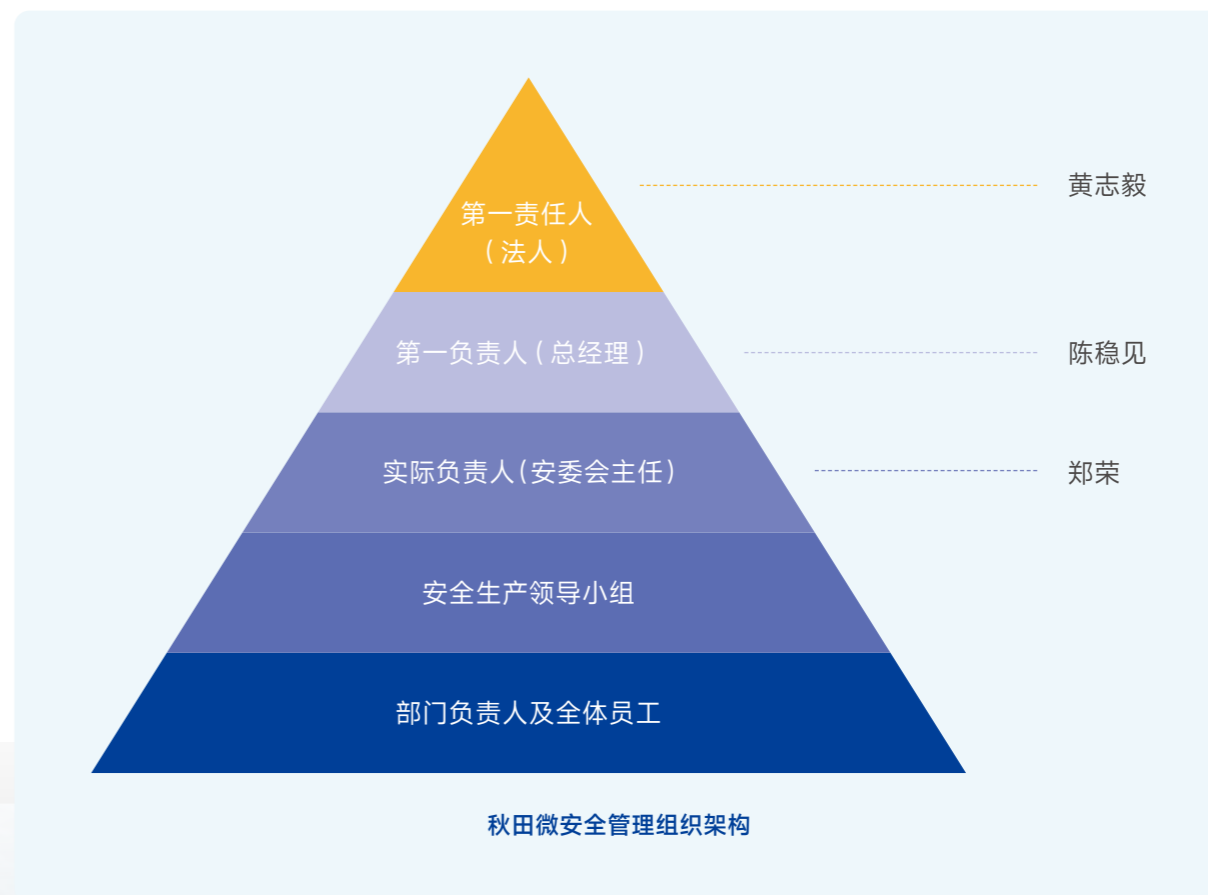 第一责任人
（法人）
黄志毅
第一负责人（总经理）
陈稳见
实际负责人（安委会主任）
郑荣
安全生产领导小组
部门负责人及全体员工
秋田微安全管理组织架构